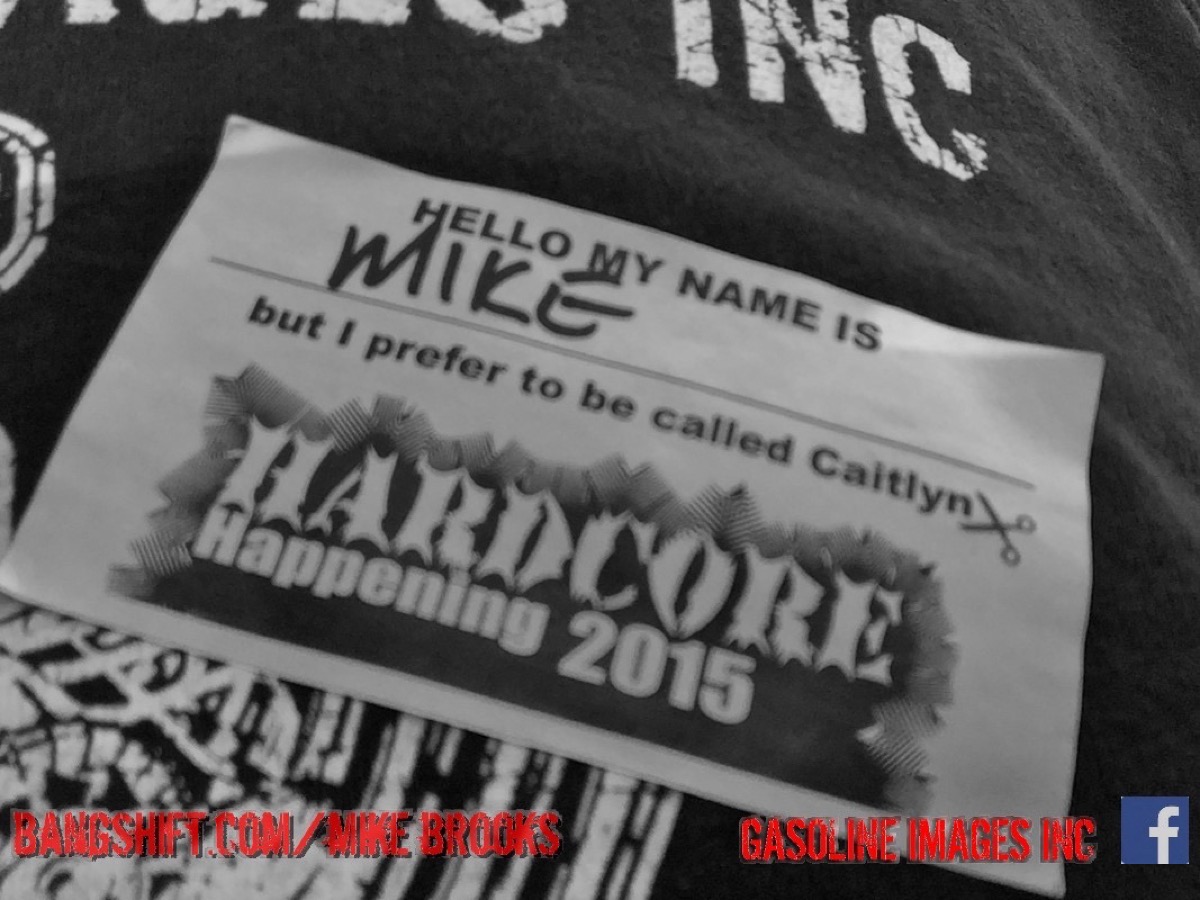 INC
HELLO MY NAME IS
MIKE
but I prefer to be called Caitlyn
HARDCORE
Happening 2015
BANGSHIFT.COM/MIKE BROOKS
GASOLINE IMAGES INC
f